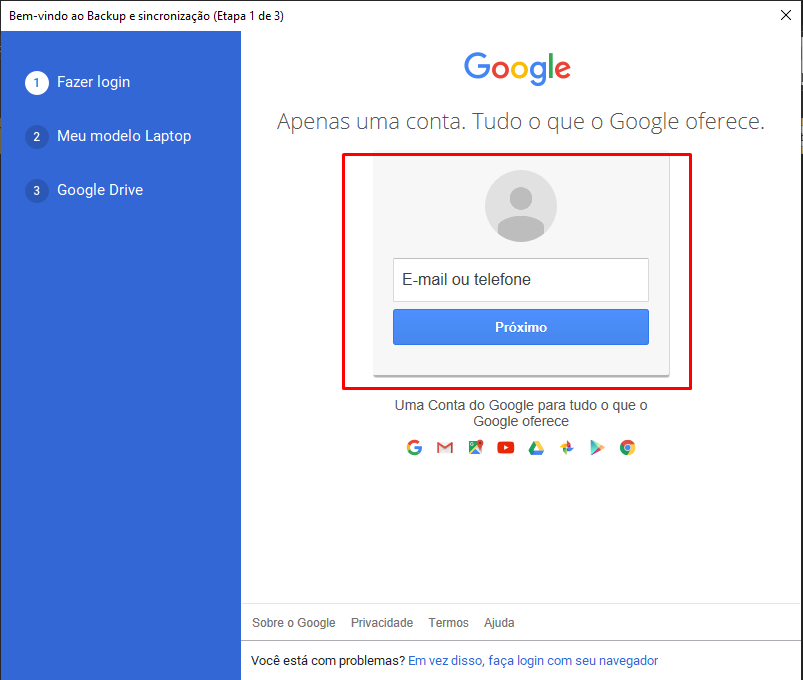 Bem-vindo ao Backup e sincronização (Etapa 1 de 3)
1 Fazer login
2 Meu modelo Laptop
3 Google Drive
Google
Apenas uma conta. Tudo o que o Google oferece.
E-mail ou telefone
Próximo
Uma Conta do Google para tudo o que o
Google oferece
Sobre o Google Privacidade Termos Ajuda
Você está com problemas? Em vez disso, faça login com seu navegador